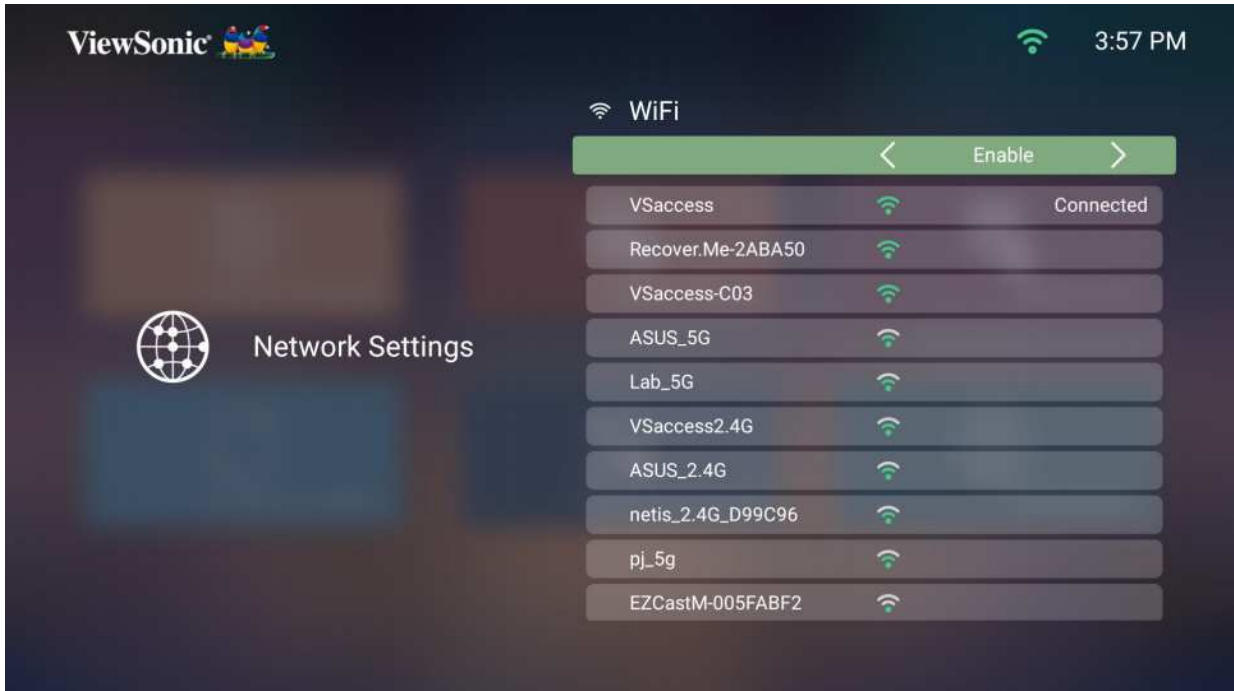 ViewSonic
3:57 PM
WiFi
Enable
VSaccess Connected
Recover.Me-2ABA50
VSaccess-C03
ASUS_5G
Network Settings
Lab_5G
VSaccess2.4G
ASUS_2.4G
netis_2.4G_D99C96
pj_5g
EZCastM-005FABF2